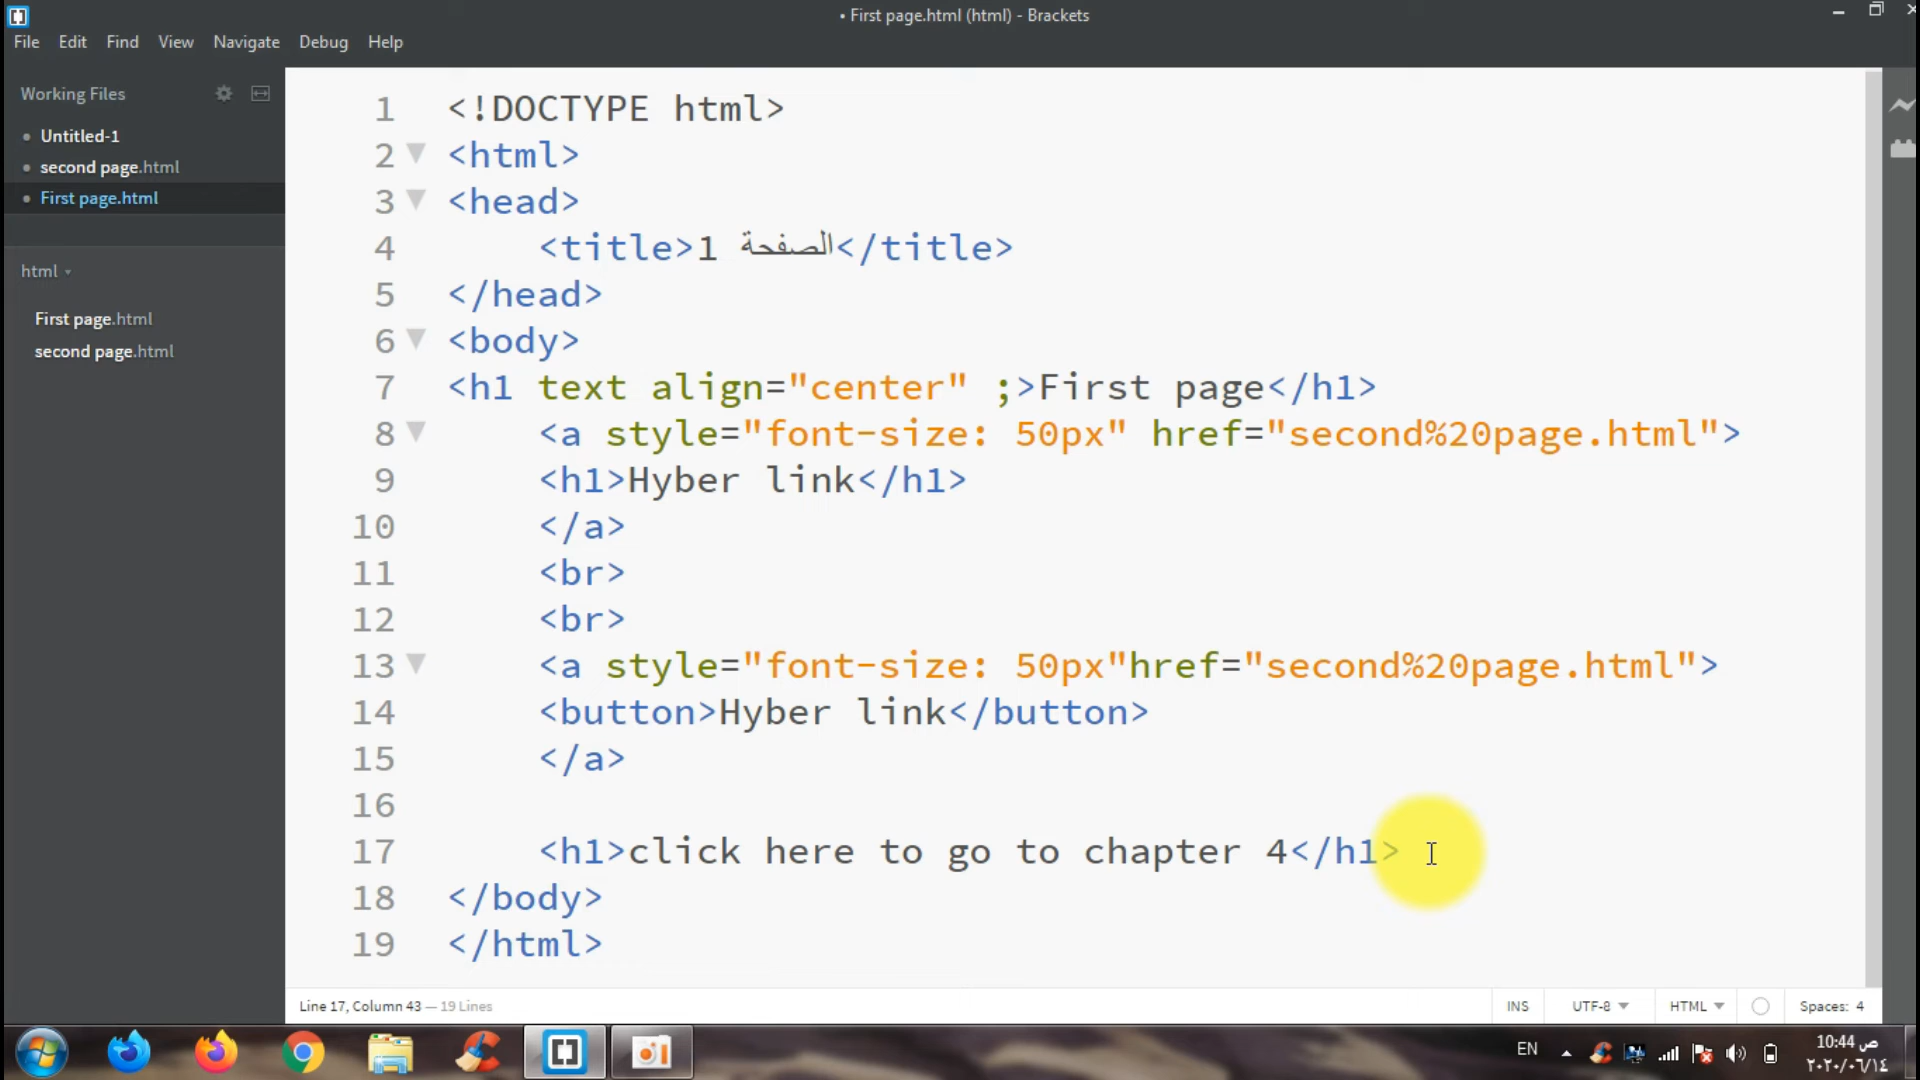 • First page.html (html) - Brackets
File Edit Find View Navigate Debug Help
Working Files
Untitled-1
second page.html
First page.html
html
First page.html
second page.html
1 <!DOCTYPE html>
2 <html>
3 <head>
4 <title>الصفحة 1</title>
5 </head>
6 <body>
7 <h1 text align="center" ;>First page</h1>
8 <a style="font-size: 50px" href="second%20page.html">
9 <h1>Hyber link</h1>
10 </a>
11 <br>
12 <br>
13 <a style="font-size: 50px"href="second%20page.html">
14 <button>Hyber link</button>
15 </a>
16
17 <h1>click here to go to chapter 4</h1>
18 </body>
19 </html>
Line 17, Column 43 — 19 Lines
INS UTF-8 HTML Spaces: 4
EN
10:44 ص
٢٠٢٠/٠٦/١٤